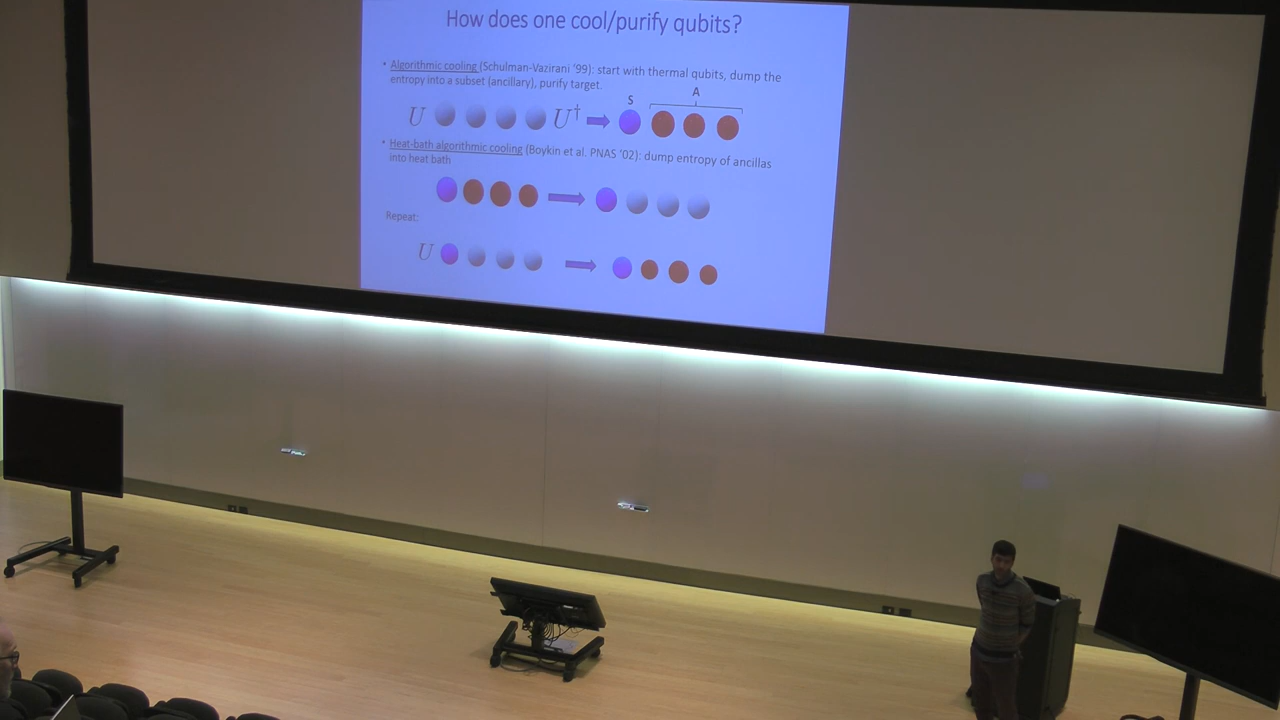 How does one cool/purify qubits?
• Algorithmic cooling (Schulman-Vazirani '99): start with thermal qubits, dump the
entropy into a subset (ancillary), purify target.
S A
U U†
• Heat-bath algorithmic cooling (Boykin et al. PNAS '02): dump entropy of ancillas
into heat bath
Repeat:
U